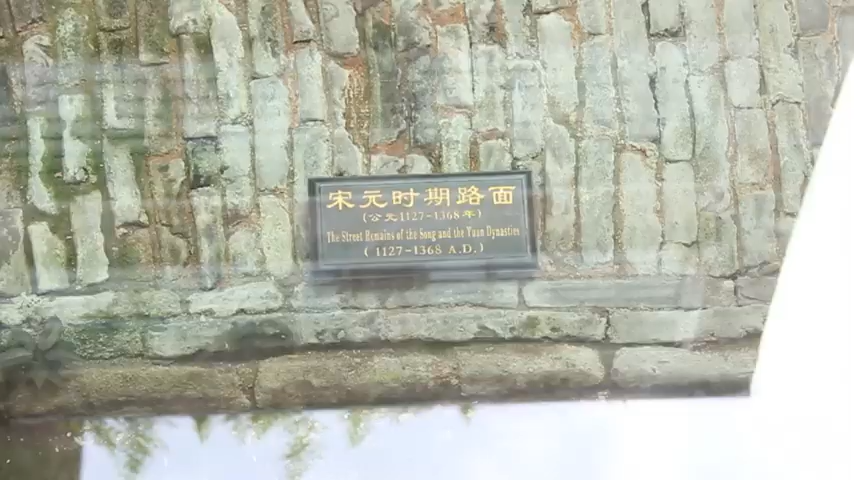 宋元时期路面
(公元1127-1368年)
The Street Remains of the Song and the Yuan Dynasties
( 1127-1368 A.D.)